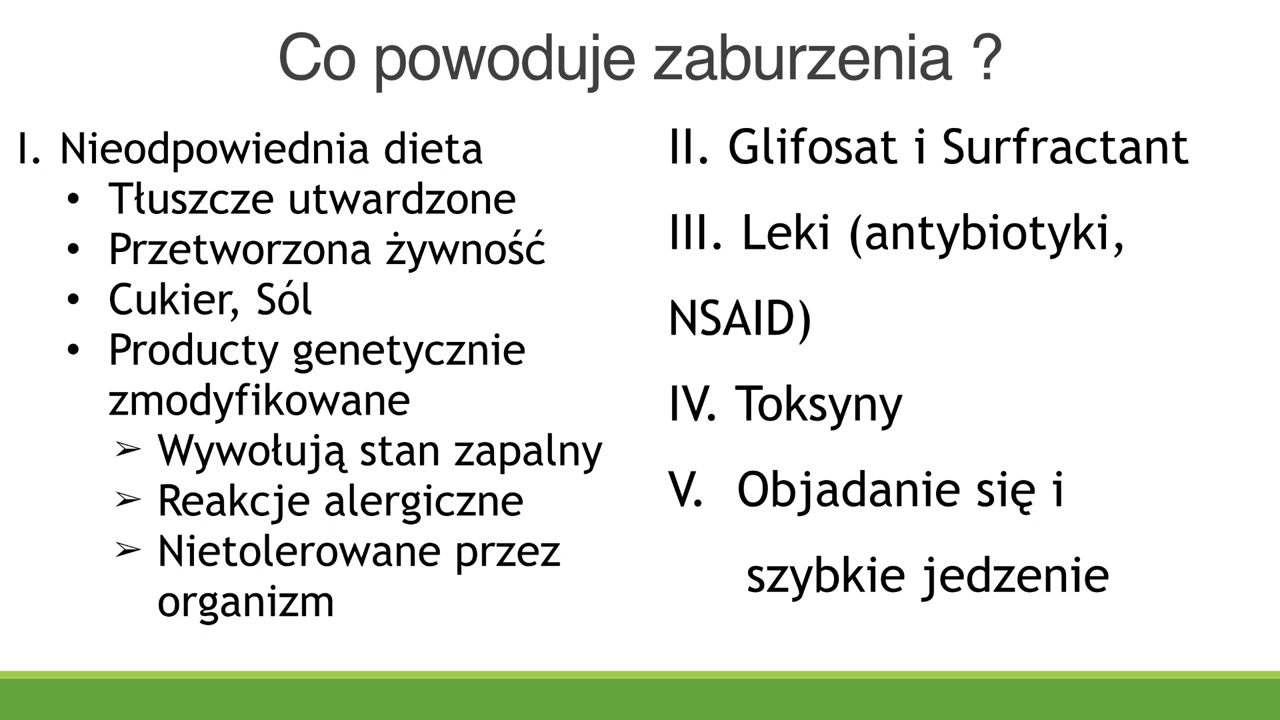 Co powoduje zaburzenia ?
I. Nieodpowiednia dieta
• Tłuszcze utwardzone
• Przetworzona żywność
• Cukier, Sól
• Producty genetycznie
zmodyfikowane
➢ Wywołują stan zapalny
➢ Reakcje alergiczne
➢ Nietolerowane przez
organizm
II. Glifosat i Surfractant
III. Leki (antybiotyki,
NSAID)
IV. Toksyny
V. Objadanie się i
szybkie jedzenie